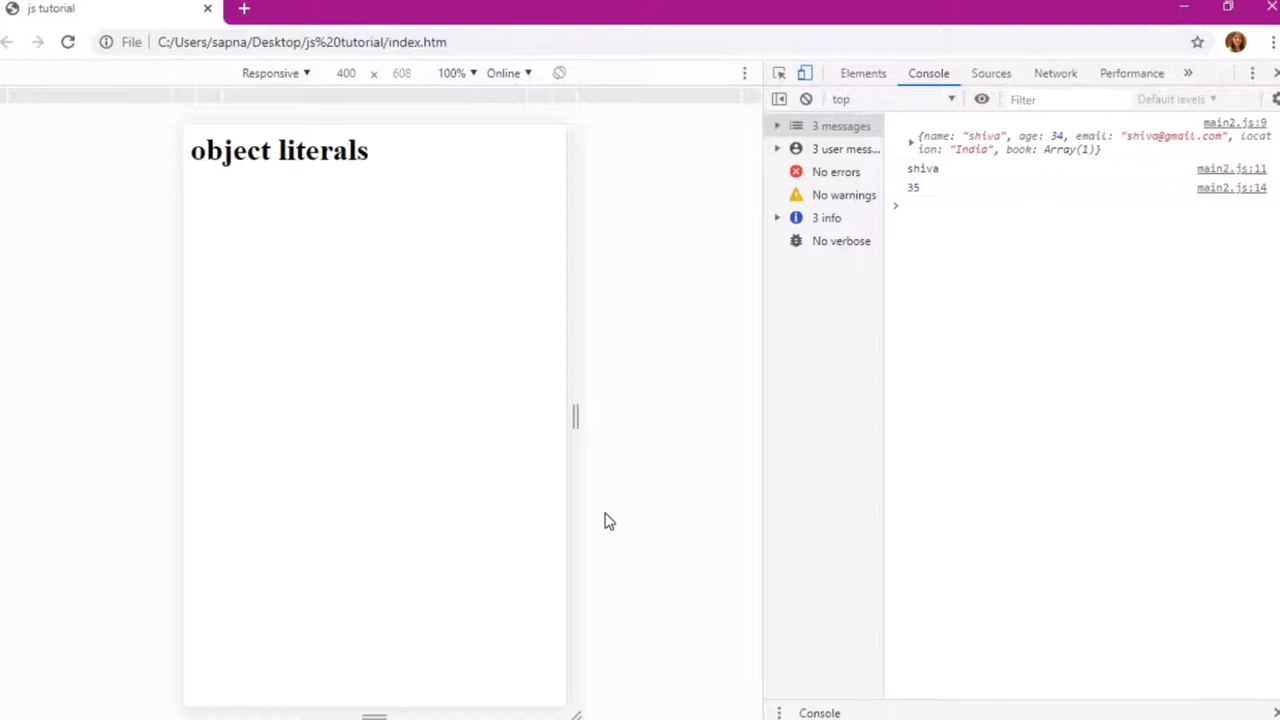 js tutorial
File C:/Users/sapna/Desktop/js%20tutorial/index.htm
Responsive 400 x 608 100% Online
Elements Console Sources Network Performance »
top Filter Default levels
object literals
3 messages
3 user mess...
No errors
No warnings
3 info
No verbose
main2.js:9
{name: "shiva", age: 34, email: "shiva@gmail.com", locat
ion: "India", book: Array(1)}
shiva main2.js:11
35 main2.js:14
>
Console